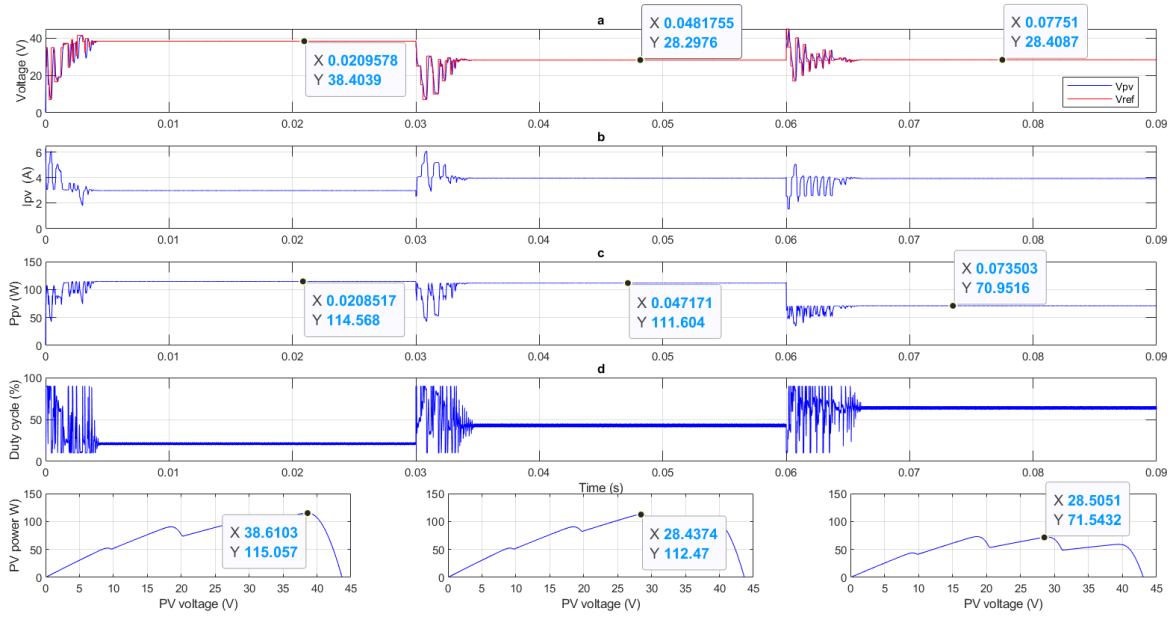 a
Voltage (V)
40
20
0
X 0.0209578
Y 38.4039
X 0.0481755
Y 28.2976
X 0.07751
Y 28.4087
Vpv
Vref
0 0.01 0.02 0.03 0.04 0.05 0.06 0.07 0.08 0.09
b
Ipv (A)
6
4
2
0
0 0.01 0.02 0.03 0.04 0.05 0.06 0.07 0.08 0.09
c
Ppv (W)
150
100
50
0
X 0.0208517
Y 114.568
X 0.047171
Y 111.604
X 0.073503
Y 70.9516
0 0.01 0.02 0.03 0.04 0.05 0.06 0.07 0.08 0.09
d
Duty cycle (%)
100
50
0
0 0.01 0.02 0.03 0.04 0.05 0.06 0.07 0.08 0.09
Time (s)
PV power W)
150
100
50
0
X 38.6103
Y 115.057
0 5 10 15 20 25 30 35 40 45
PV voltage (V)
150
100
50
0
X 28.4374
Y 112.47
0 5 10 15 20 25 30 35 40 45
PV voltage (V)
150
100
50
0
X 28.5051
Y 71.5432
0 5 10 15 20 25 30 35 40 45
PV voltage (V)